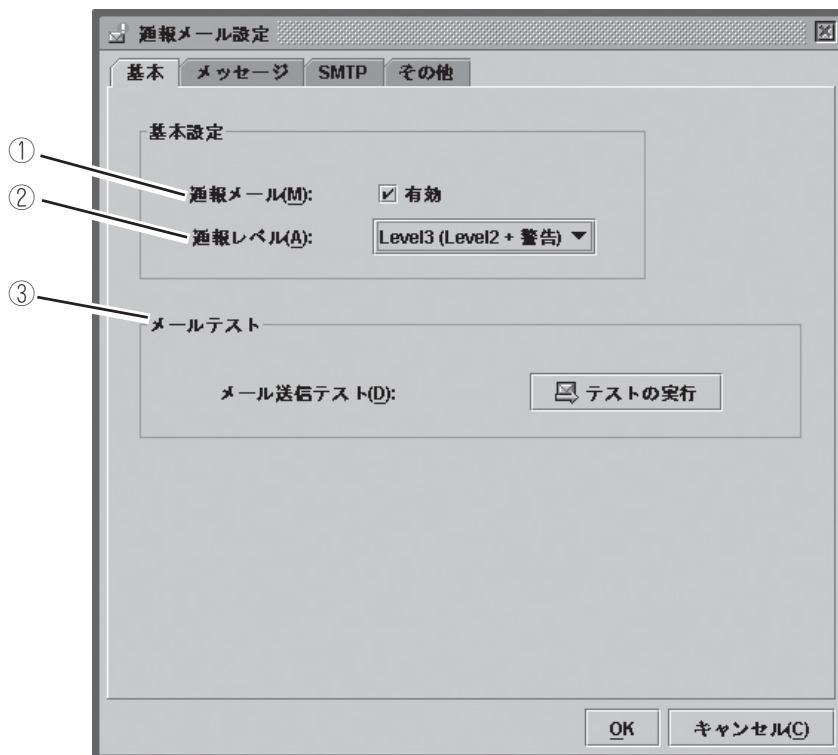 通報メール設定
基本 メッセージ SMTP その他
基本設定
① 通報メール(M): 有効
② 通報レベル(A): Level3 (Level2 + 警告)
③ メールテスト
メール送信テスト(D): テストの実行
OK キャンセル(C)